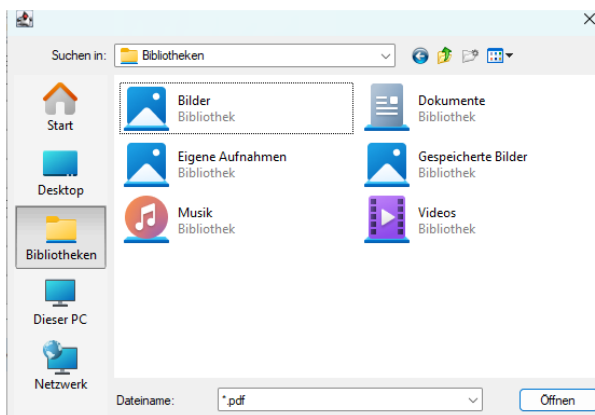 Suchen in:
Bibliotheken
Start
Desktop
Bibliotheken
Dieser PC
Netzwerk
Bilder
Bibliothek
Dokumente
Bibliothek
Eigene Aufnahmen
Bibliothek
Gespeicherte Bilder
Bibliothek
Musik
Bibliothek
Videos
Bibliothek
Dateiname:
*.pdf
Öffnen